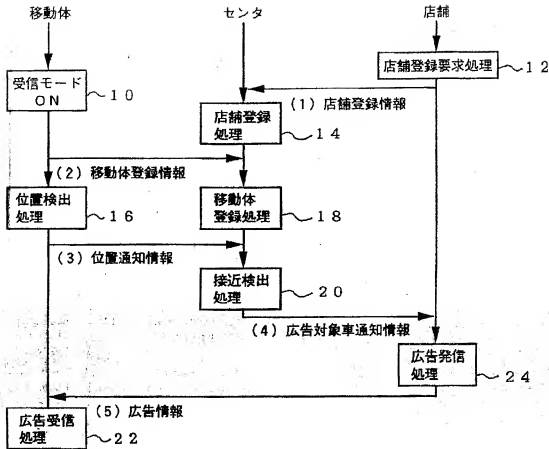 移動体
センタ
店舗
店舗登録要求処理
12
受信モード
ON
10
(1) 店舗登録情報
店舗登録
処理
14
(2) 移動体登録情報
位置検出
処理
16
移動体
登録処理
18
(3) 位置通知情報
接近検出
処理
20
(4) 広告対象車通知情報
広告発信
処理
24
(5) 広告情報
広告受信
処理
22